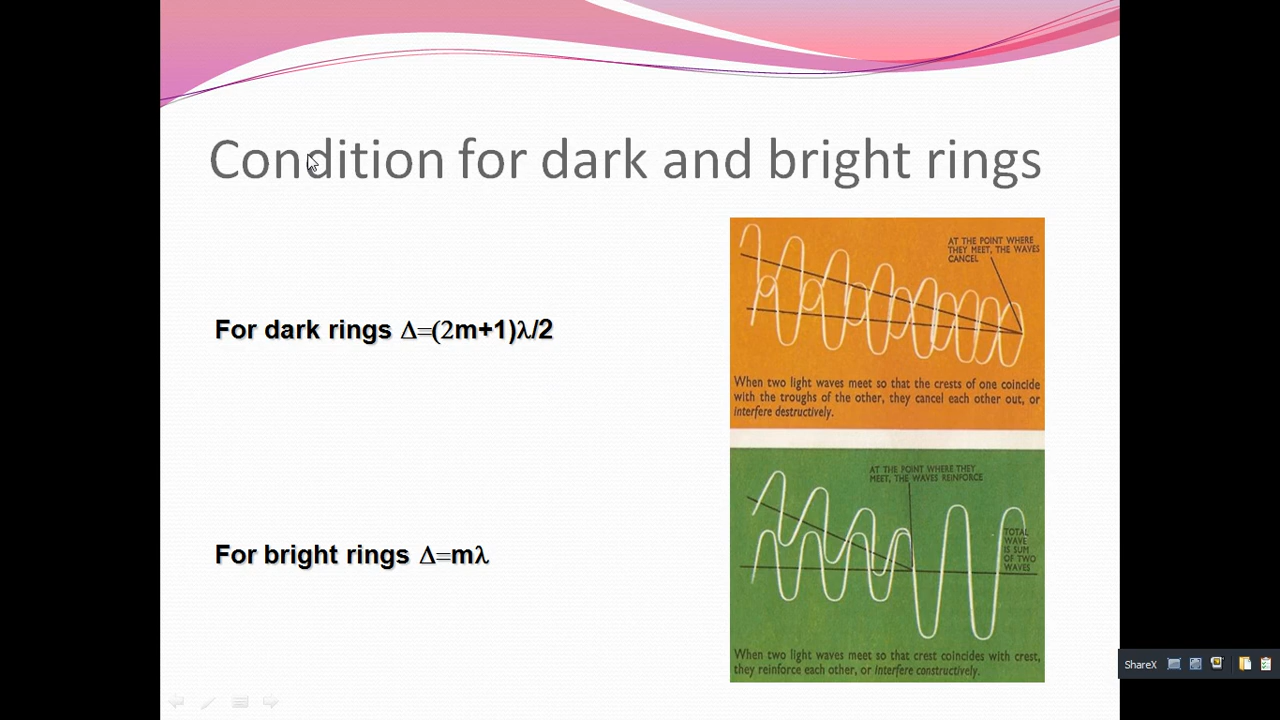 Condition for dark and bright rings
For dark rings Δ=(2m+1)λ/2
For bright rings Δ=mλ
AT THE POINT WHERE
THEY MEET, THE WAVES
CANCEL
When two light waves meet so that the crests of one coincide
with the troughs of the other, they cancel each other out, or
interfere destructively.
AT THE POINT WHERE THEY
MEET, THE WAVES REINFORCE
TOTAL
WAVE
IS SUM
OF TWO
WAVES
When two light waves meet so that crest coincides with crest,
they reinforce each other, or interfere constructively.
ShareX